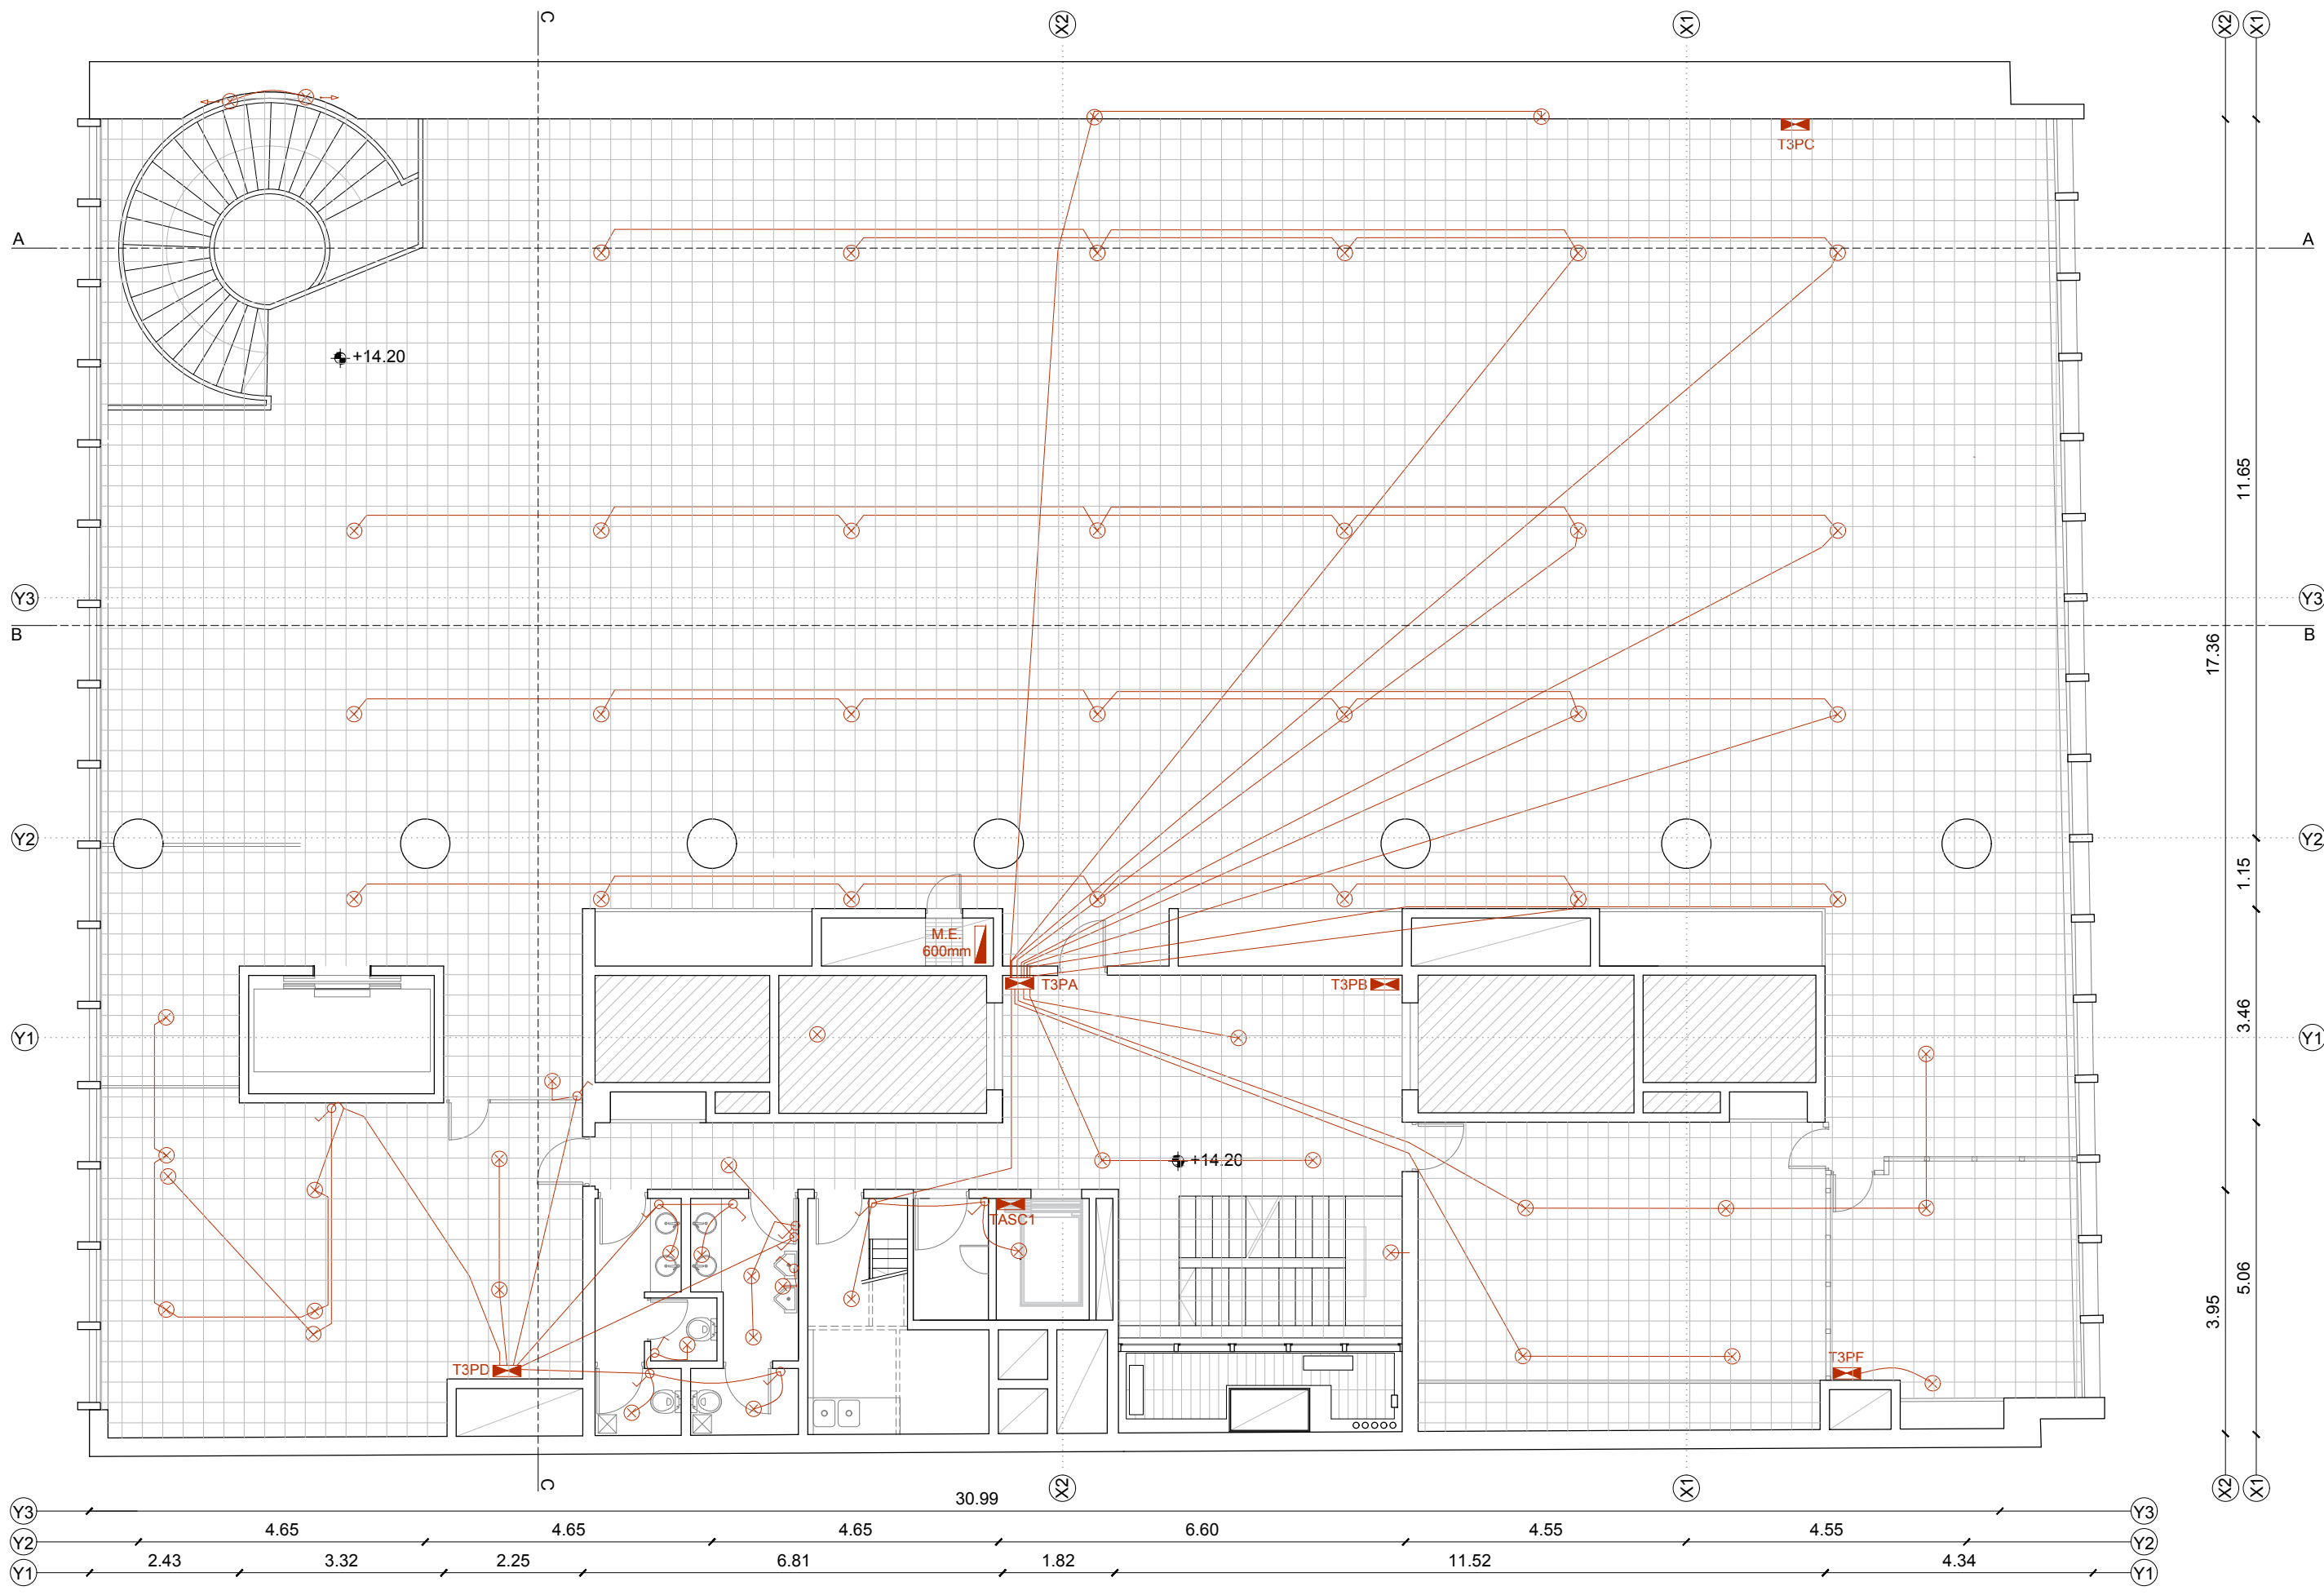 C
X2
X1
X2
X1
T3PC
A
A
+14.20
11.65
Y3
Y3
B
B
17.36
Y2
Y2
1.15
M.E.
600mm
T3PA
T3PB
3.46
Y1
Y1
+14.20
TASC1
5.06
3.95
T3PD
T3PF
C
X2
X1
X2
X1
30.99
Y3
Y3
4.65
4.65
4.65
6.60
4.55
4.55
Y2
Y2
2.43
3.32
2.25
6.81
1.82
11.52
4.34
Y1
Y1